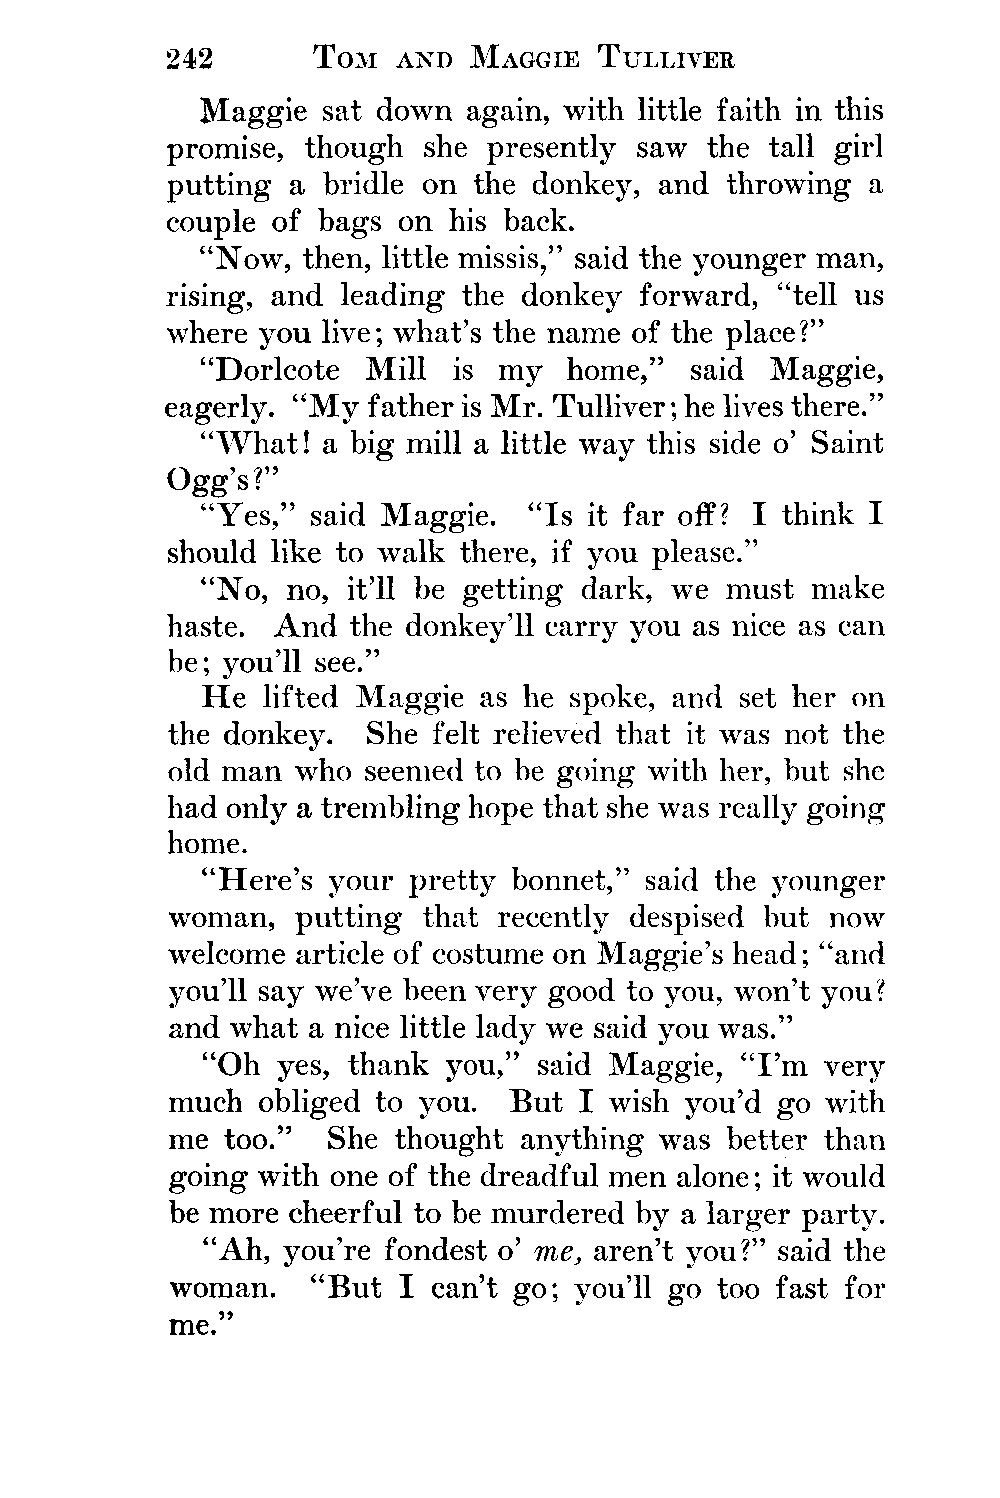 242 Tom and Maggie Tulliver
Maggie sat down again, with little faith in this
promise, though she presently saw the tall girl
putting a bridle on the donkey, and throwing a
couple of bags on his back.
“Now, then, little missis,” said the younger man,
rising, and leading the donkey forward, “tell us
where you live; what’s the name of the place?”
“Dorlcote Mill is my home,” said Maggie,
eagerly. “My father is Mr. Tulliver; he lives there.”
“What! a big mill a little way this side o’ Saint
Ogg’s?”
“Yes,” said Maggie. “Is it far off? I think I
should like to walk there, if you please.”
“No, no, it’ll be getting dark, we must make
haste. And the donkey’ll carry you as nice as can
be; you’ll see.”
He lifted Maggie as he spoke, and set her on
the donkey. She felt relieved that it was not the
old man who seemed to be going with her, but she
had only a trembling hope that she was really going
home.
“Here’s your pretty bonnet,” said the younger
woman, putting that recently despised but now
welcome article of costume on Maggie’s head; “and
you’ll say we’ve been very good to you, won’t you?
and what a nice little lady we said you was.”
“Oh yes, thank you,” said Maggie, “I’m very
much obliged to you. But I wish you’d go with
me too.” She thought anything was better than
going with one of the dreadful men alone; it would
be more cheerful to be murdered by a larger party.
“Ah, you’re fondest o’ me, aren’t you?” said the
woman. “But I can’t go; you’ll go too fast for
me.”